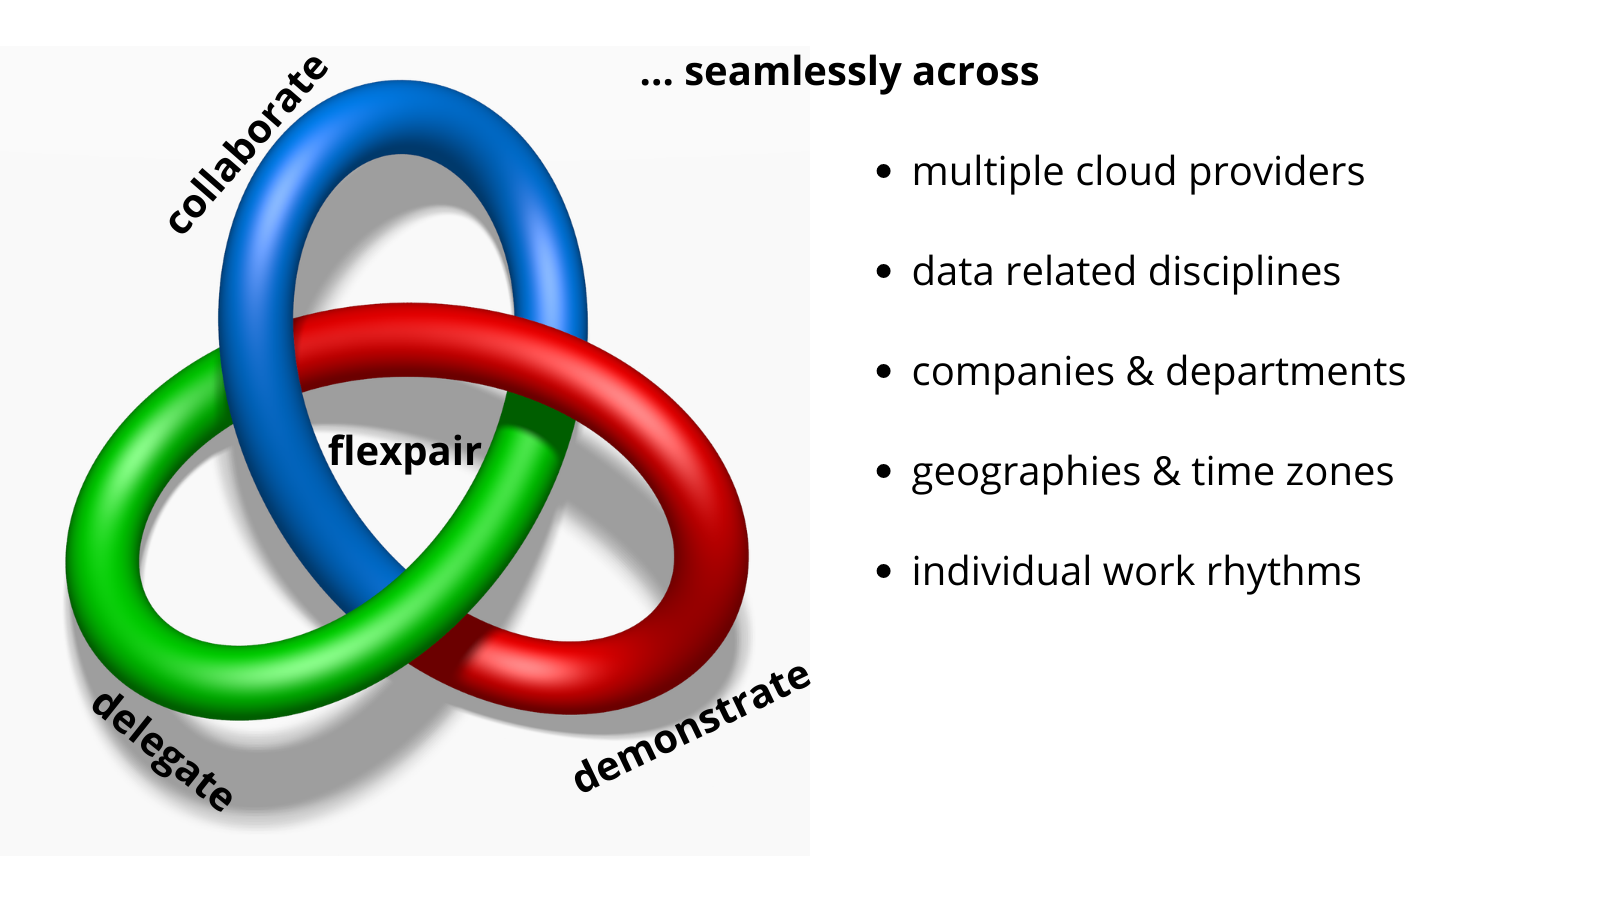 collaborate
flexpair
delegate
demonstrate
... seamlessly across
• multiple cloud providers
• data related disciplines
• companies & departments
• geographies & time zones
• individual work rhythms